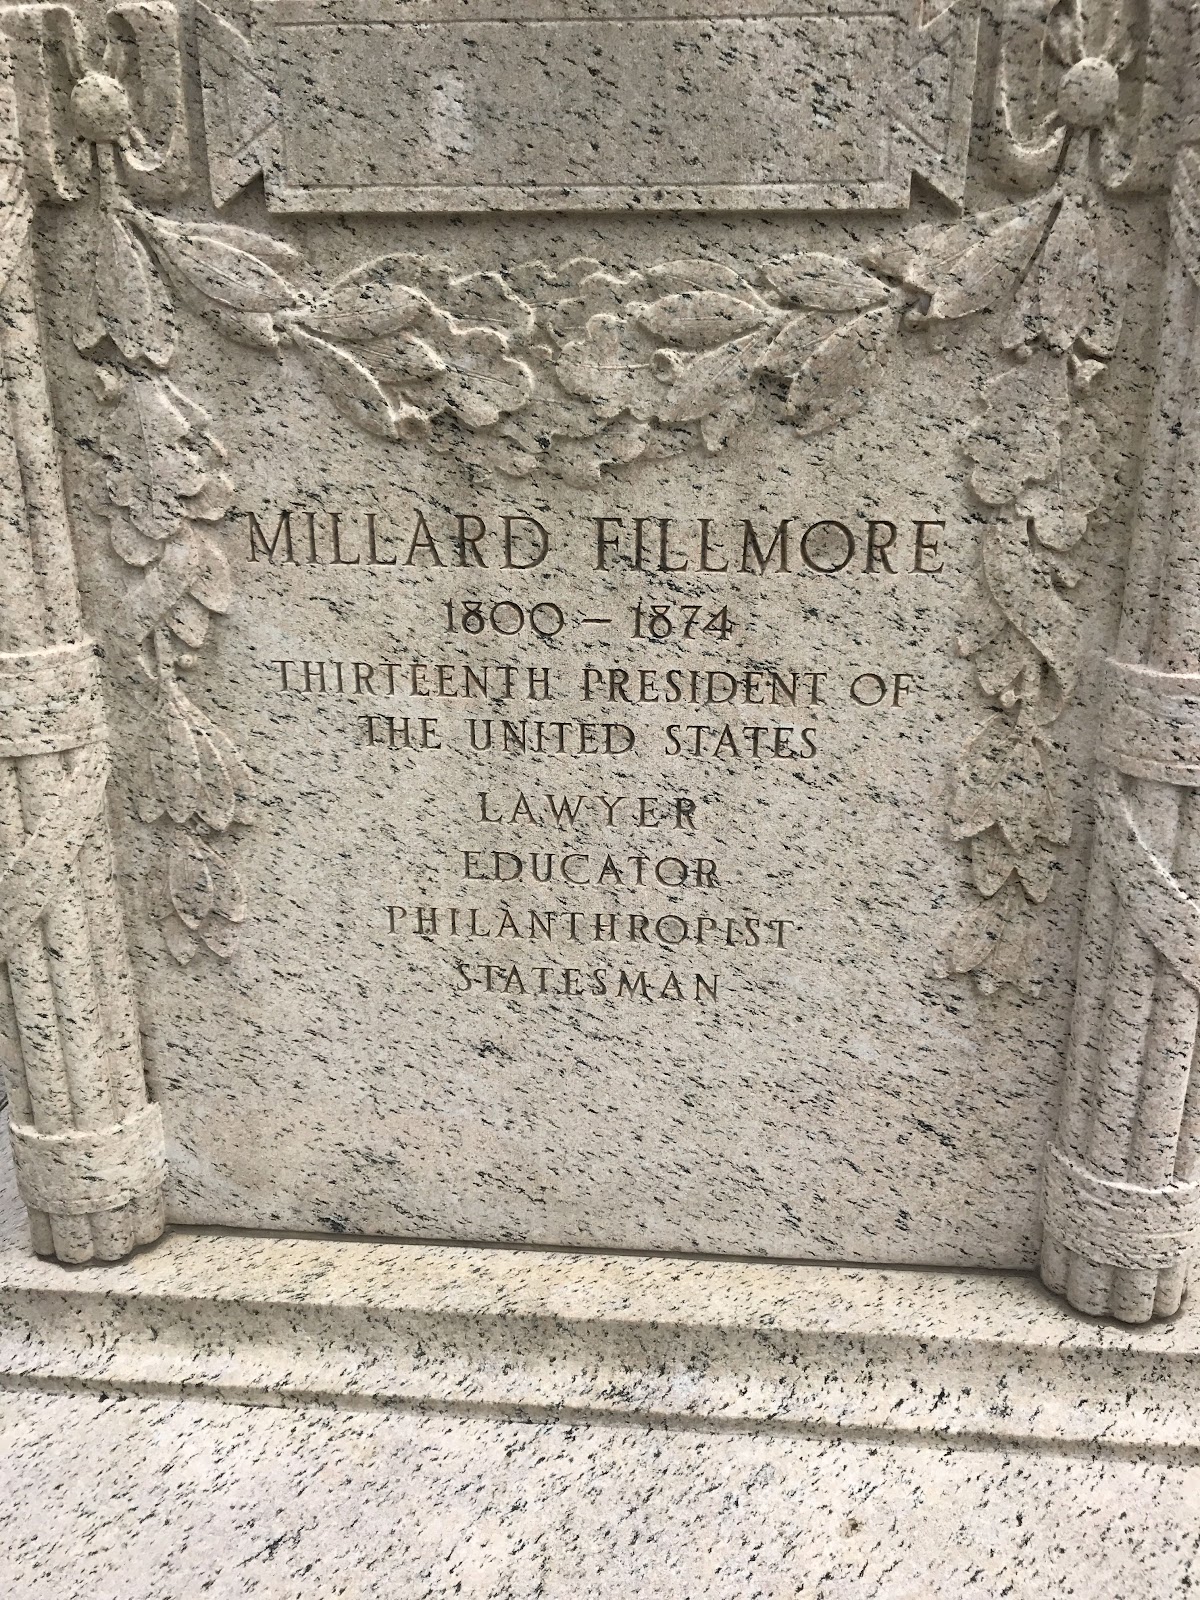 MILLARD FILLMORE
1800 – 1874
THIRTEENTH PRESIDENT OF
THE UNITED STATES
LAWYER
EDUCATOR
PHILANTHROPIST
STATESMAN